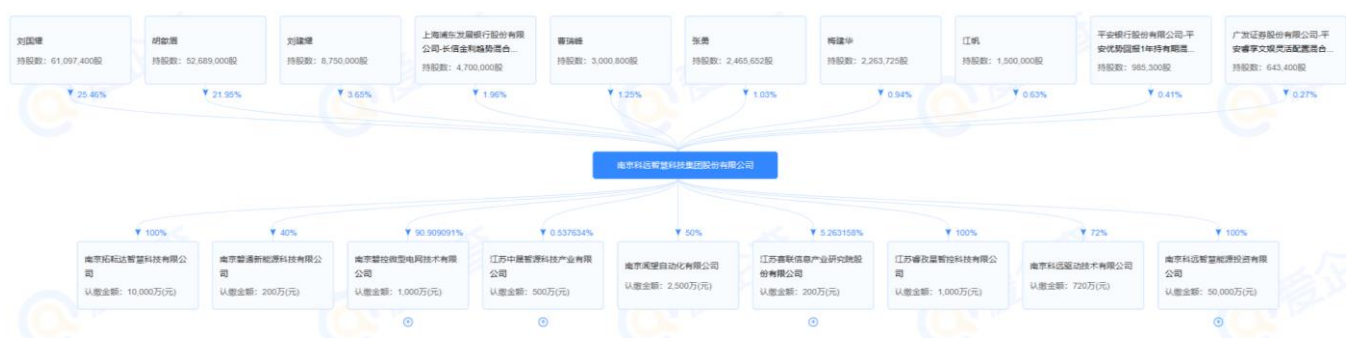 刘国耀
持股数：61,097,400股
25.46%
胡歙眉
持股数：52,689,000股
21.95%
刘建耀
持股数：8,750,000股
3.65%
上海浦东发展银行股份有限
公司-长信金利趋势混合...
持股数：4,700,000股
1.96%
曹瑞峰
持股数：3,000,800股
1.25%
张勇
持股数：2,465,652股
1.03%
梅建华
持股数：2,263,725股
0.94%
江帆
持股数：1,500,000股
0.63%
平安银行股份有限公司-平
安优势回报1年持有期混...
持股数：985,300股
0.41%
广发证券股份有限公司-平
安睿享文娱灵活配置混合...
持股数：643,400股
0.27%
南京科远智慧科技集团股份有限公司
100%
南京拓耘达智慧科技有限公
司
认缴金额：10,000万(元)
40%
南京磐通新能源科技有限公
司
认缴金额：200万(元)
90.909091%
南京磐控微型电网技术有限
公司
认缴金额：1,000万(元)
0.537634%
江苏中晟智源科技产业有限
公司
认缴金额：500万(元)
50%
南京闻望自动化有限公司
认缴金额：2,500万(元)
5.263158%
江苏赛联信息产业研究院股
份有限公司
认缴金额：200万(元)
100%
江苏睿孜星智控科技有限公
司
认缴金额：1,000万(元)
72%
南京科远驱动技术有限公司
认缴金额：720万(元)
100%
南京科远智慧能源投资有限
公司
认缴金额：50,000万(元)